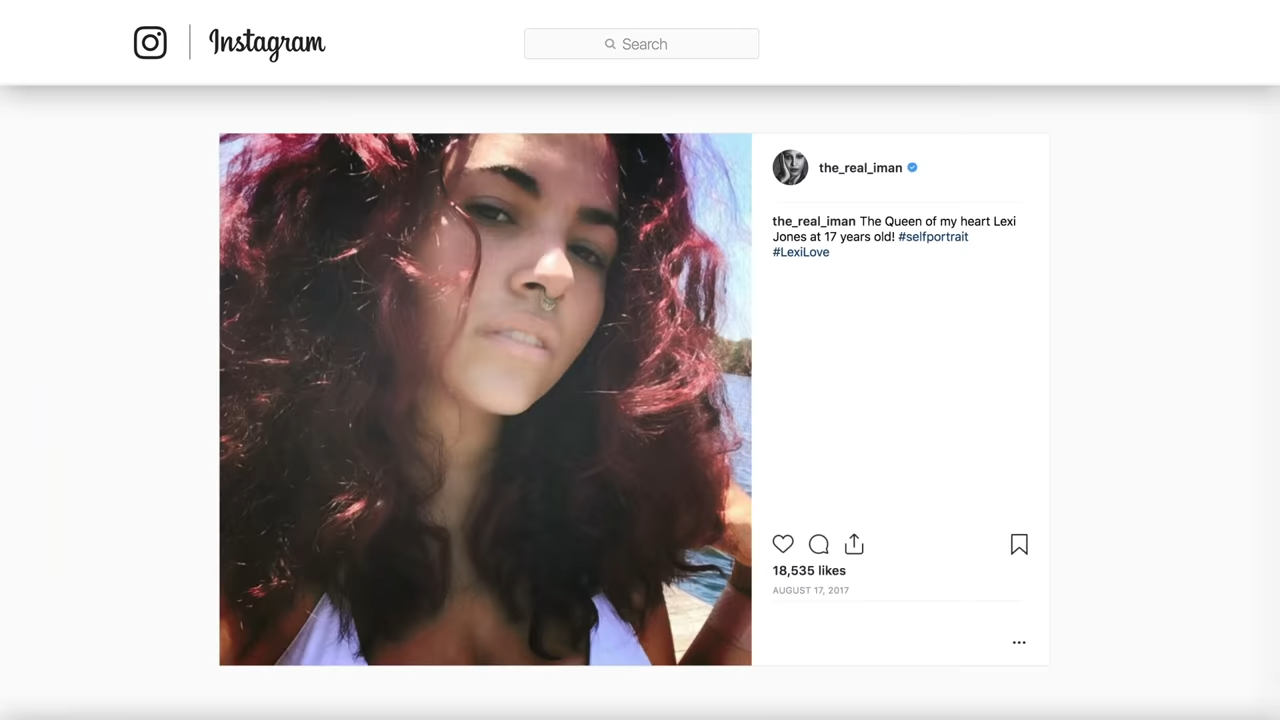 Instagram
Search
the_real_iman
the_real_iman The Queen of my heart Lexi
Jones at 17 years old! #selfportrait
#LexiLove
18,535 likes
AUGUST 17, 2017